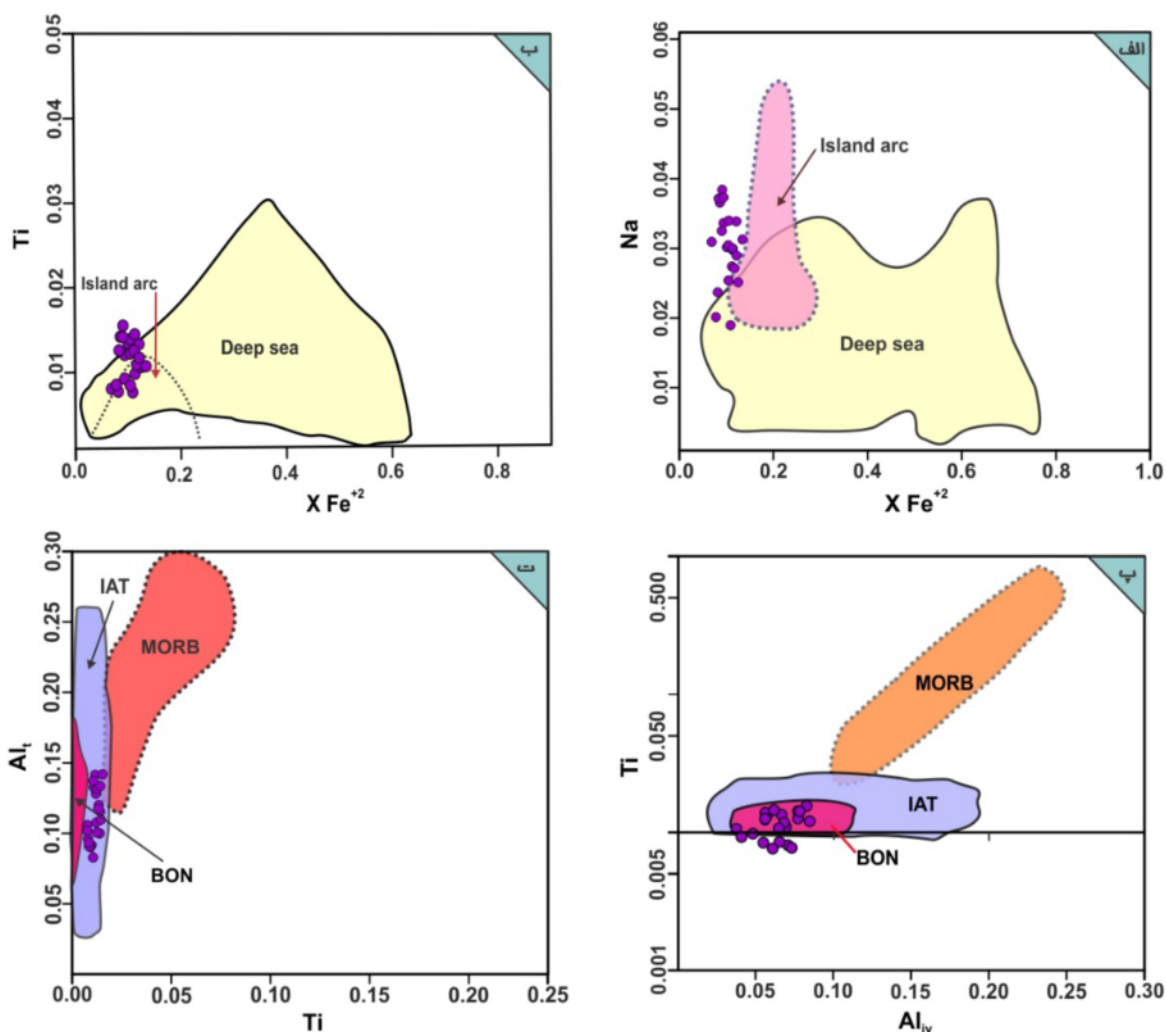 ب
0.05
0.04
0.03
0.02
0.01
Ti
Island arc
Deep sea
0.0
0.2
0.4
0.6
0.8
X Fe⁺²
الف
0.06
0.05
0.04
0.03
0.02
0.01
Na
Island arc
Deep sea
0.0
0.2
0.4
0.6
0.8
1.0
X Fe⁺²
ت
0.30
0.25
0.20
0.15
0.10
0.05
Alₜ
IAT
MORB
BON
0.00
0.05
0.10
0.15
0.20
0.25
Ti
پ
0.500
0.050
0.005
0.001
Ti
MORB
IAT
BON
0.05
0.10
0.15
0.20
0.25
0.30
Alᵢᵥ